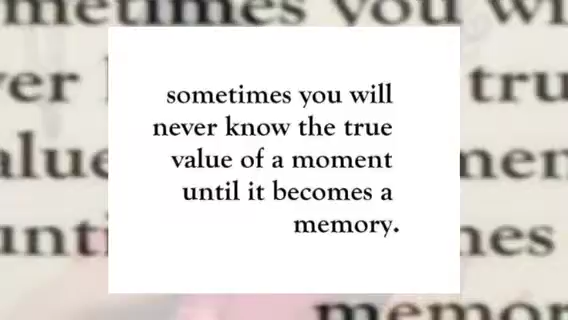 sometimes you will
never know the true
value of a moment
until it becomes a
memory.